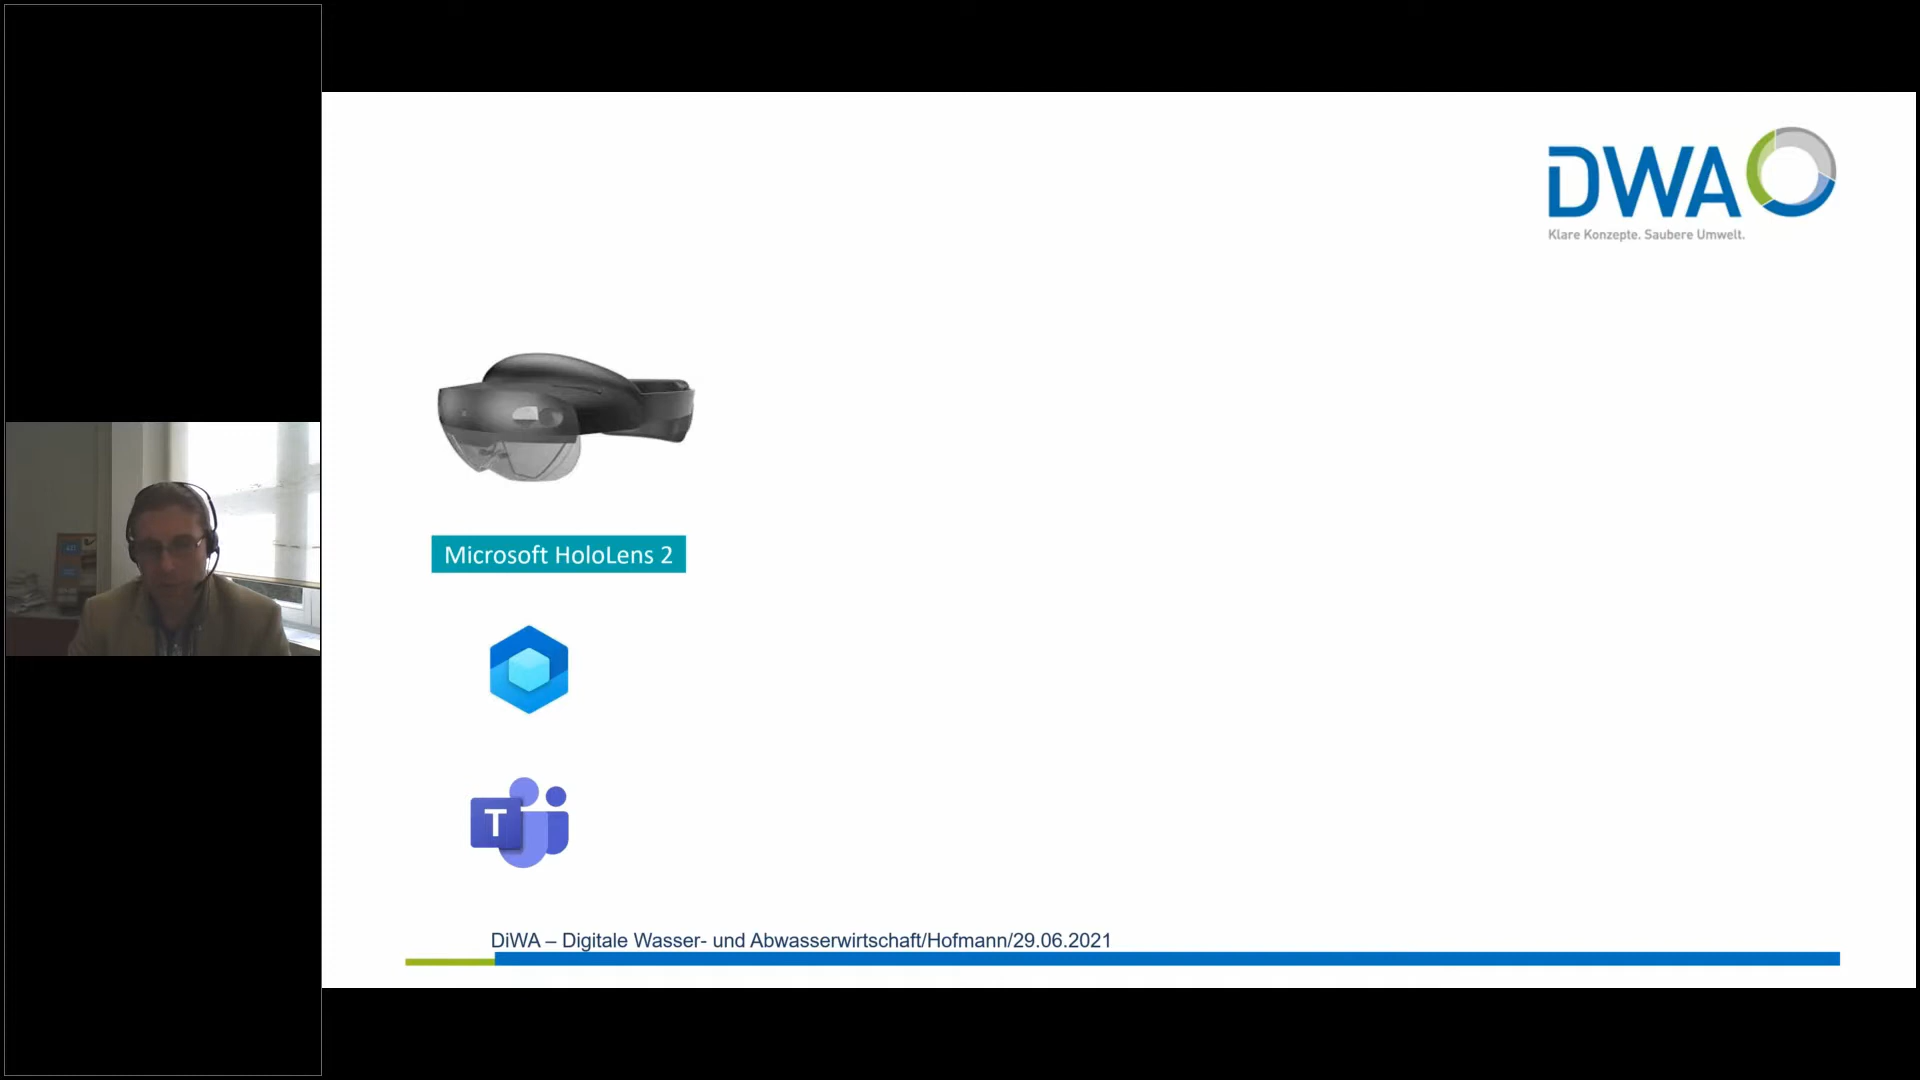 DWA
Klare Konzepte. Saubere Umwelt.
Microsoft HoloLens 2
T
DiWA – Digitale Wasser- und Abwasserwirtschaft/Hofmann/29.06.2021